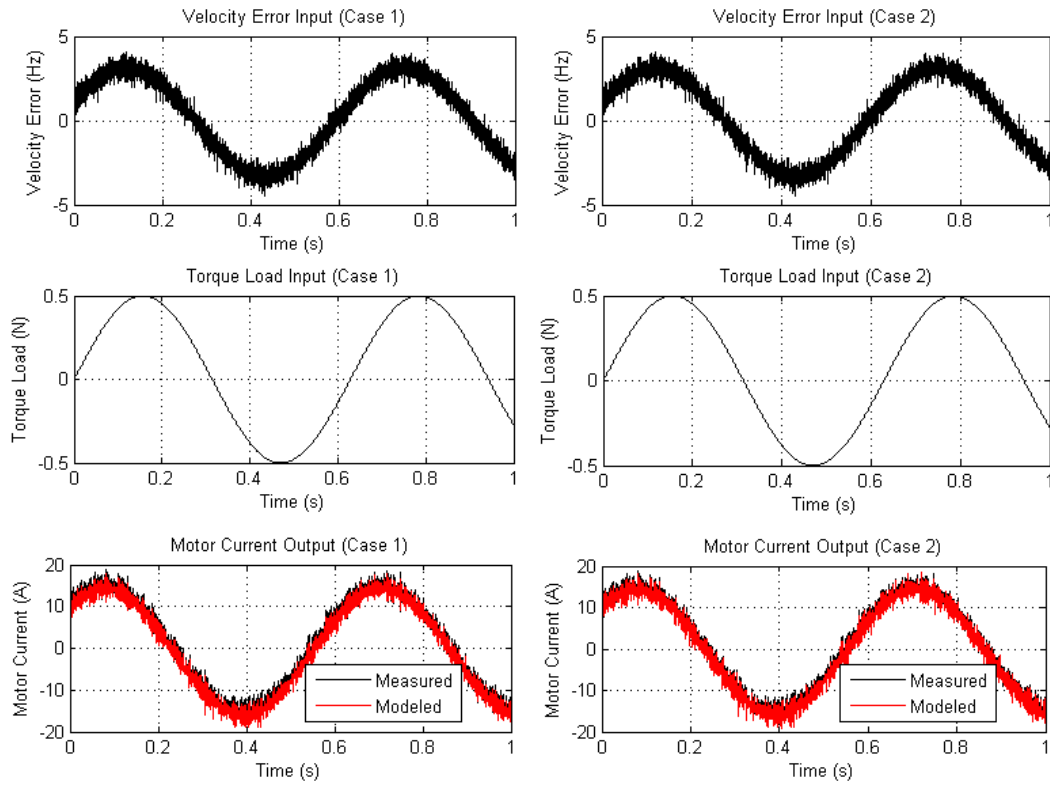 Velocity Error Input (Case 1)
Velocity Error (Hz)
5
0
-5
0
0.2
0.4
0.6
0.8
1
Time (s)
Velocity Error Input (Case 2)
Velocity Error (Hz)
5
0
-5
0
0.2
0.4
0.6
0.8
1
Time (s)
Torque Load Input (Case 1)
Torque Load (N)
0.5
0
-0.5
0
0.2
0.4
0.6
0.8
1
Time (s)
Torque Load Input (Case 2)
Torque Load (N)
0.5
0
-0.5
0
0.2
0.4
0.6
0.8
1
Time (s)
Motor Current Output (Case 1)
Motor Current (A)
20
10
0
-10
-20
0
0.2
0.4
0.6
0.8
1
Time (s)
Measured
Modeled
Motor Current Output (Case 2)
Motor Current (A)
20
10
0
-10
-20
0
0.2
0.4
0.6
0.8
1
Time (s)
Measured
Modeled